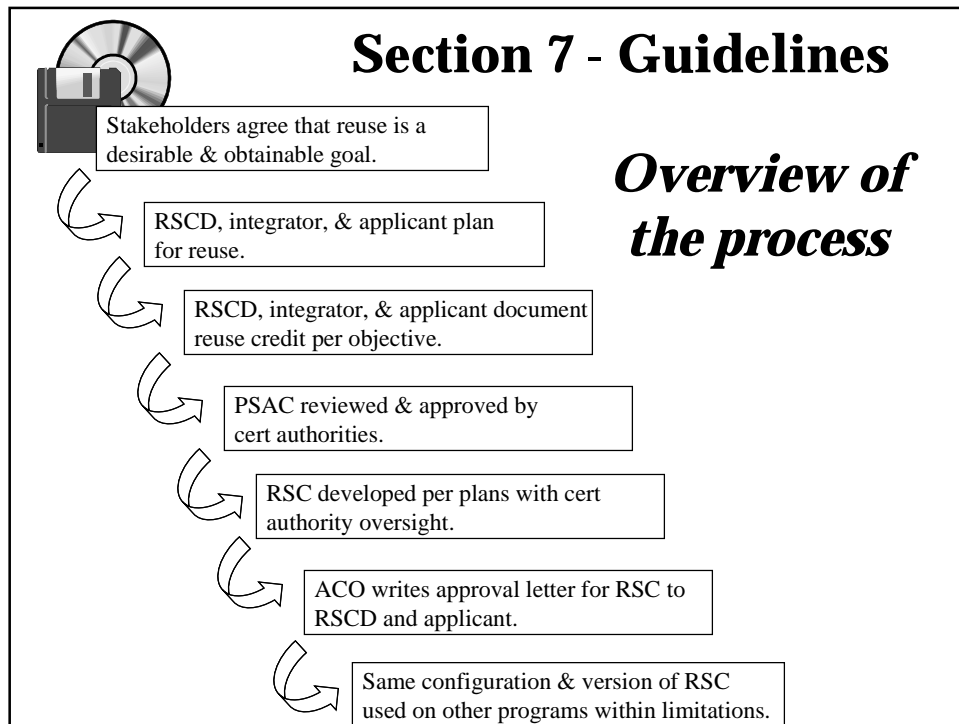 Section 7 - Guidelines
Overview of
the process
Stakeholders agree that reuse is a
desirable & obtainable goal.
RSCD, integrator, & applicant plan
for reuse.
RSCD, integrator, & applicant document
reuse credit per objective.
PSAC reviewed & approved by
cert authorities.
RSC developed per plans with cert
authority oversight.
ACO writes approval letter for RSC to
RSCD and applicant.
Same configuration & version of RSC
used on other programs within limitations.